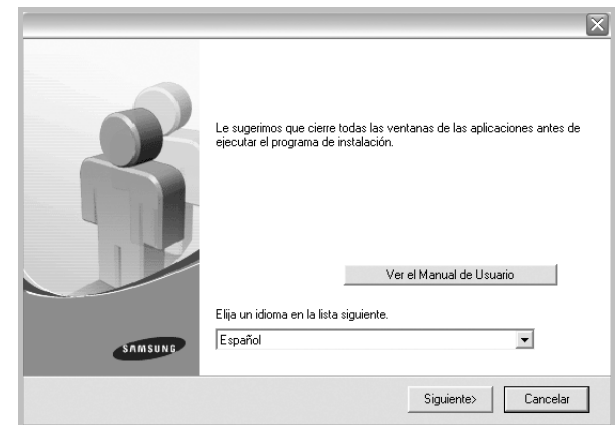 Le sugerimos que cierre todas las ventanas de las aplicaciones antes de
ejecutar el programa de instalación.
Ver el Manual de Usuario
Elija un idioma en la lista siguiente.
Español
SAMSUNG
Siguiente>
Cancelar